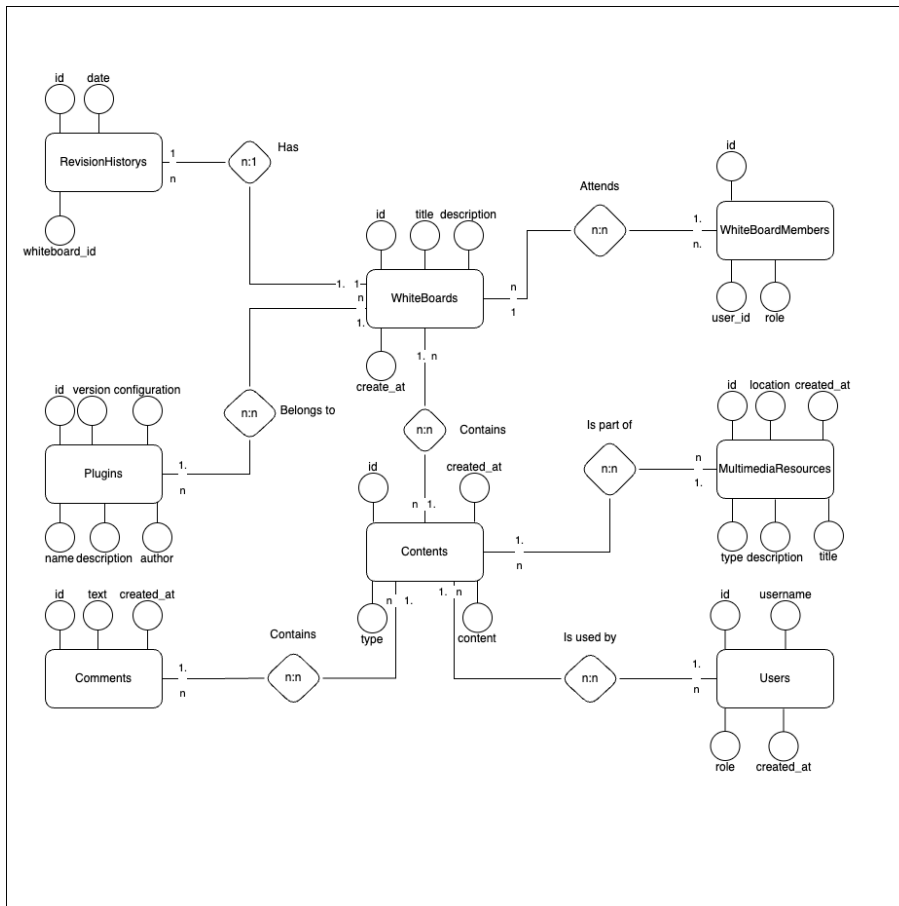 id date
RevisionHistorys
1
n
n:1
Has
whiteboard_id
id
Attends
n:n
1.
n.
WhiteBoardMembers
user_id role
id title description
WhiteBoards
1. 1
n
1.
n
1
create_at
1. n
id version configuration
Plugins
1.
n
n:n
Belongs to
name description author
n:n
Contains
n 1.
Is part of
n:n
n
1.
id location created_at
MultimediaResources
type description title
id created_at
Contents
1.
n
n 1.
1. n
type content
id text created_at
Comments
1.
n
Contains
n:n
Is used by
n:n
1.
n
id username
Users
role created_at